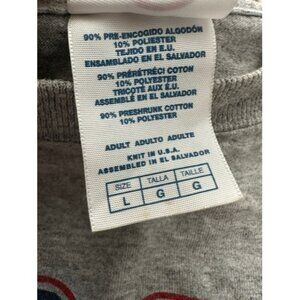 90% PRE-ENCOGIDO ALGODÓN
10% POLIESTER
TEJIDO EN E.U.
ENSAMBLADO EN EL SALVADOR
90% PRÉRÉTRÉCI COTON
10% POLYESTER
TRICOTÉ AUX É.U.
ASSEMBLÉ EN EL SALVADOR
90% PRESHRUNK COTTON
10% POLYESTER
ADULT ADULTO ADULTE
KNIT IN U.S.A.
ASSEMBLED IN EL SALVADOR
SIZE TALLA TAILLE
L G G